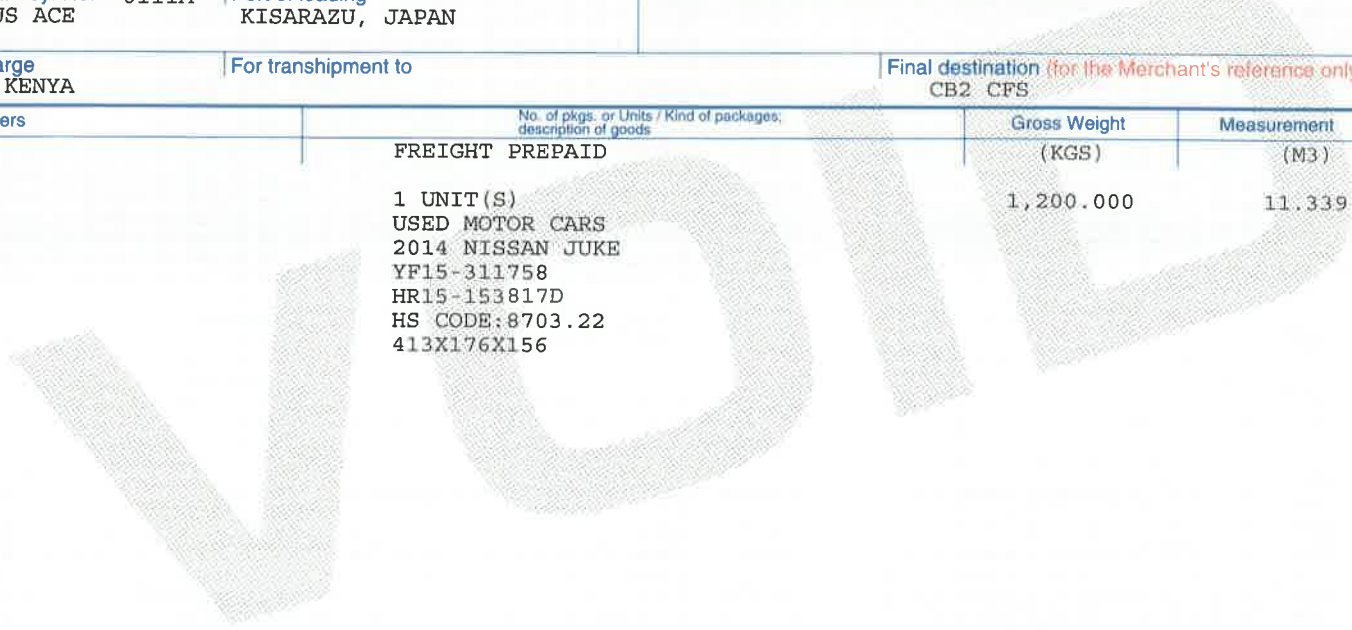 US ACE
KISARAZU, JAPAN
For transhipment to
Final destination (for the Merchant's reference only
KENYA
CB2 CFS
No. of pkgs. or Units / Kind of packages;
description of goods
Gross Weight
Measurement
FREIGHT PREPAID
(KGS)
(M3)
1 UNIT(S)
1,200.000
11.339
USED MOTOR CARS
2014 NISSAN JUKE
YF15-311758
HR15-153817D
HS CODE:8703.22
413X176X156
VOID